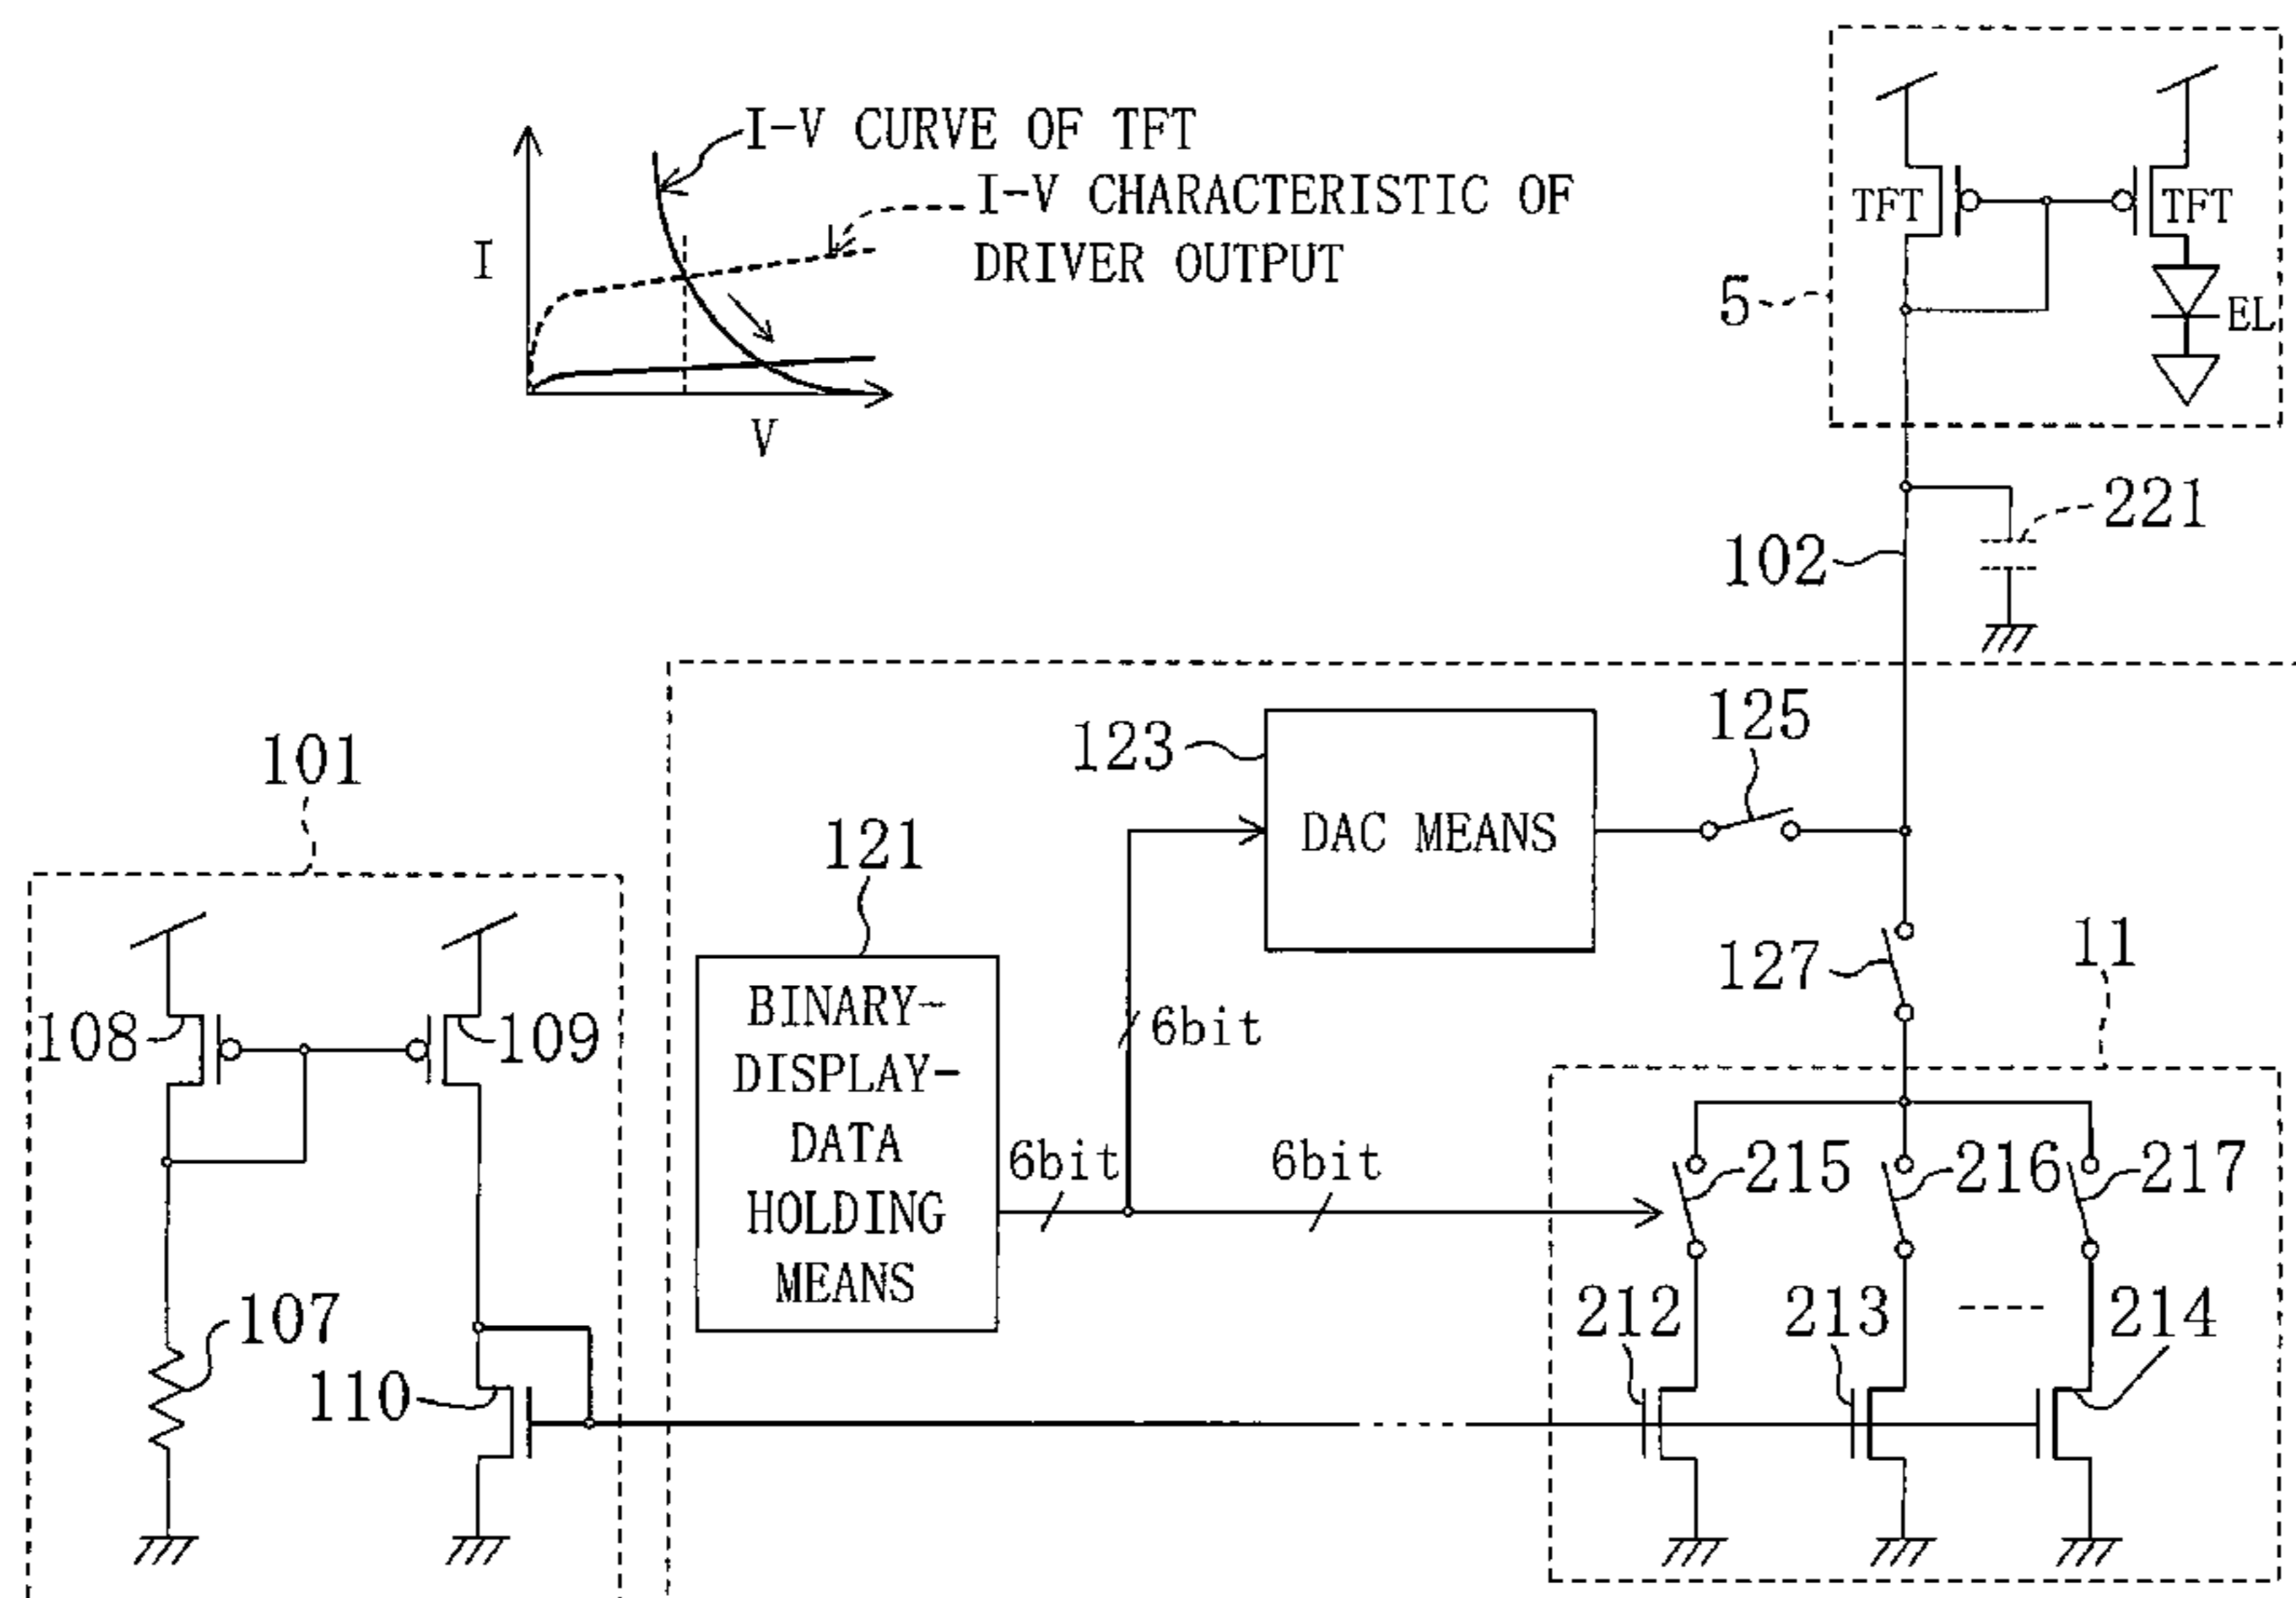 I-V CURVE OF TFT
I-V CHARACTERISTIC OF
DRIVER OUTPUT
I
V
TFT
TFT
5
EL
221
102
123
125
DAC MEANS
101
121
127
11
BINARY-
DISPLAY-
DATA
HOLDING
MEANS
108
109
6bit
6bit
6bit
215
216
217
107
110
212
213
214